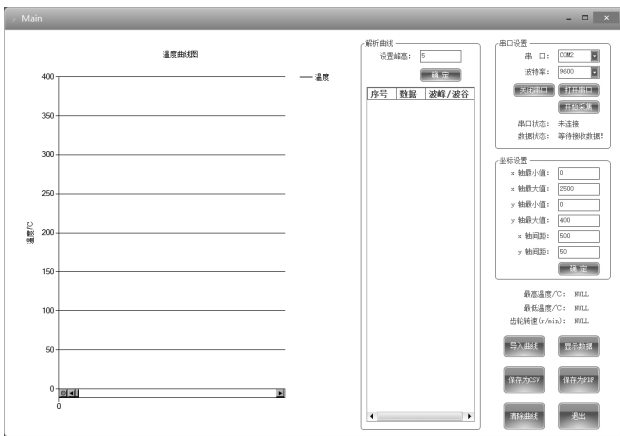 Main
温度曲线图
温度
400
350
300
250
200
150
100
50
0
0
温度/C
解析曲线
设置峰高： 5
确 定
序号 数据 波峰/波谷
串口设置
串 口： COM2
波特率： 9600
关闭串口 打开串口
开始采集
串口状态： 未连接
数据状态： 等待接收数据!
坐标设置
x 轴最小值： 0
x 轴最大值： 2500
y 轴最小值： 0
y 轴最大值： 400
x 轴间距： 500
y 轴间距： 50
确 定
最高温度/C： NULL
最低温度/C： NULL
齿轮转速(r/min)： NULL
导入曲线 显示数据
保存为CSV 保存为PDF
清除曲线 退出